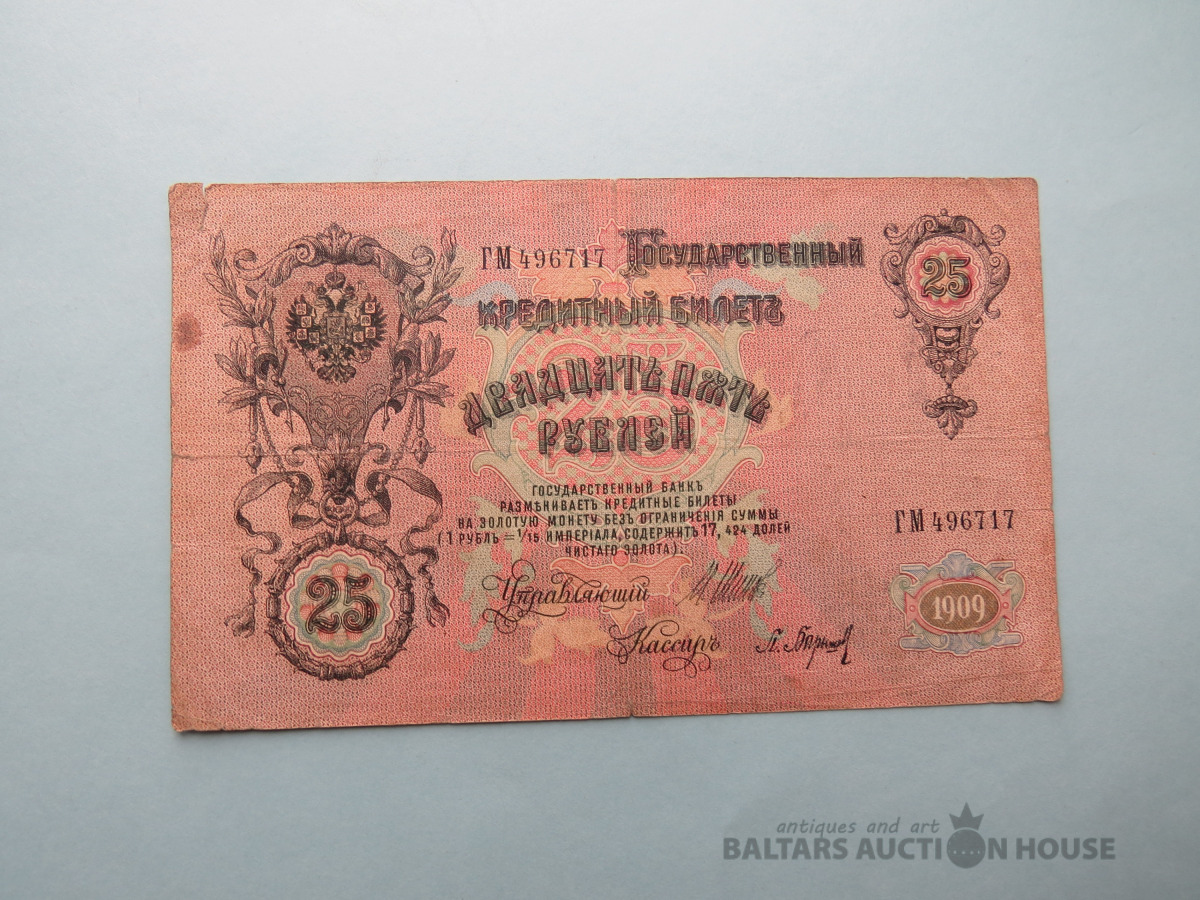 ГМ 496717 Государственный
25
кредитный билетъ
двадцать пять
рублей
Государственный банкъ
размѣниваетъ кредитные билеты
на золотую монету безъ ограниченія суммы
(1 рубль = 1/15 имперіала, содержитъ 17, 424 долей
чистаго золота).
ГМ 496717
25
Управляющій
1909
Кассиръ
antiques and art
BALTARS AUCTION HOUSE